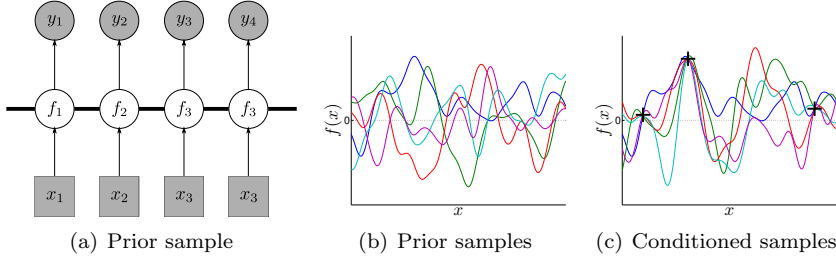 y1 y2 y3 y4
f1 f2 f3 f3
x1 x2 x3 x3
(a) Prior sample
f(x)
0
x
(b) Prior samples
f(x)
0
x
(c) Conditioned samples